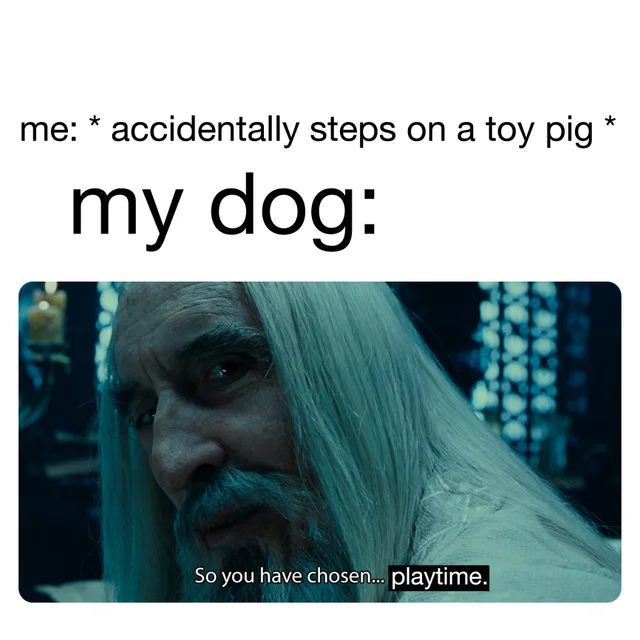 me: * accidentally steps on a toy pig *
my dog:
So you have chosen... playtime.